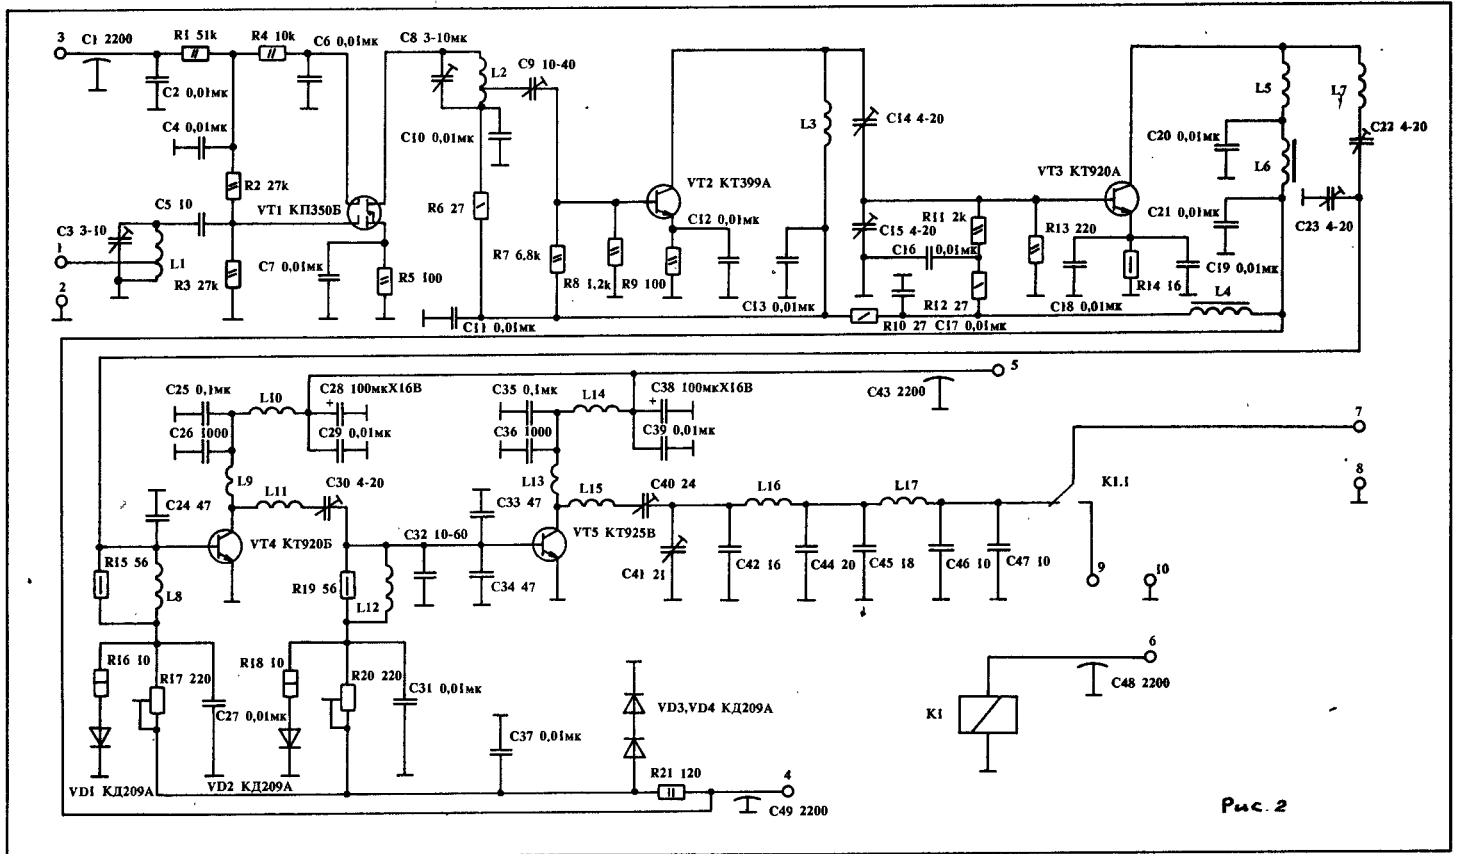 3
C1 2200
R1 51k
R4 10k
C6 0,01мк
C8 3-10мк
L2
C9 10-40
C2 0,01мк
C4 0,01мк
R2 27k
C5 10
VT1 КП350Б
C3 3-10
1
L1
2
R3 27k
C7 0,01мк
R5 100
C10 0,01мк
R6 27
C11 0,01мк
R7 6,8k
R8 1,2k
R9 100
VT2 КТ399А
C12 0,01мк
C13 0,01мк
L3
C14 4-20
C15 4-20
C16 0,01мк
R11 2k
R12 27
R10 27
C17 0,01мк
R13 220
VT3 КТ920А
C18 0,01мк
R14 16
C19 0,01мк
L4
C20 0,01мк
C21 0,01мк
L5
L6
L7
C22 4-20
C23 4-20
C25 0,1мк
L10
C28 100мкХ16В
C26 1000
C29 0,01мк
C35 0,1мк
L14
C38 100мкХ16В
C36 1000
C39 0,01мк
C43 2200
5
7
8
L9
L11
C30 4-20
C24 47
VT4 КТ920Б
R15 56
L8
C33 47
C32 10-60
R19 56
L12
C34 47
L13
L15
C40 24
VT5 КТ925В
C41 21
L16
C42 16
C44 20
C45 18
L17
C46 10
C47 10
K1.1
9
10
R16 10
R17 220
C27 0,01мк
R18 10
R20 220
C31 0,01мк
VD1 КД209А
VD2 КД209А
C37 0,01мк
VD3,VD4 КД209А
R21 120
4
C49 2200
K1
6
C48 2200
Рис. 2